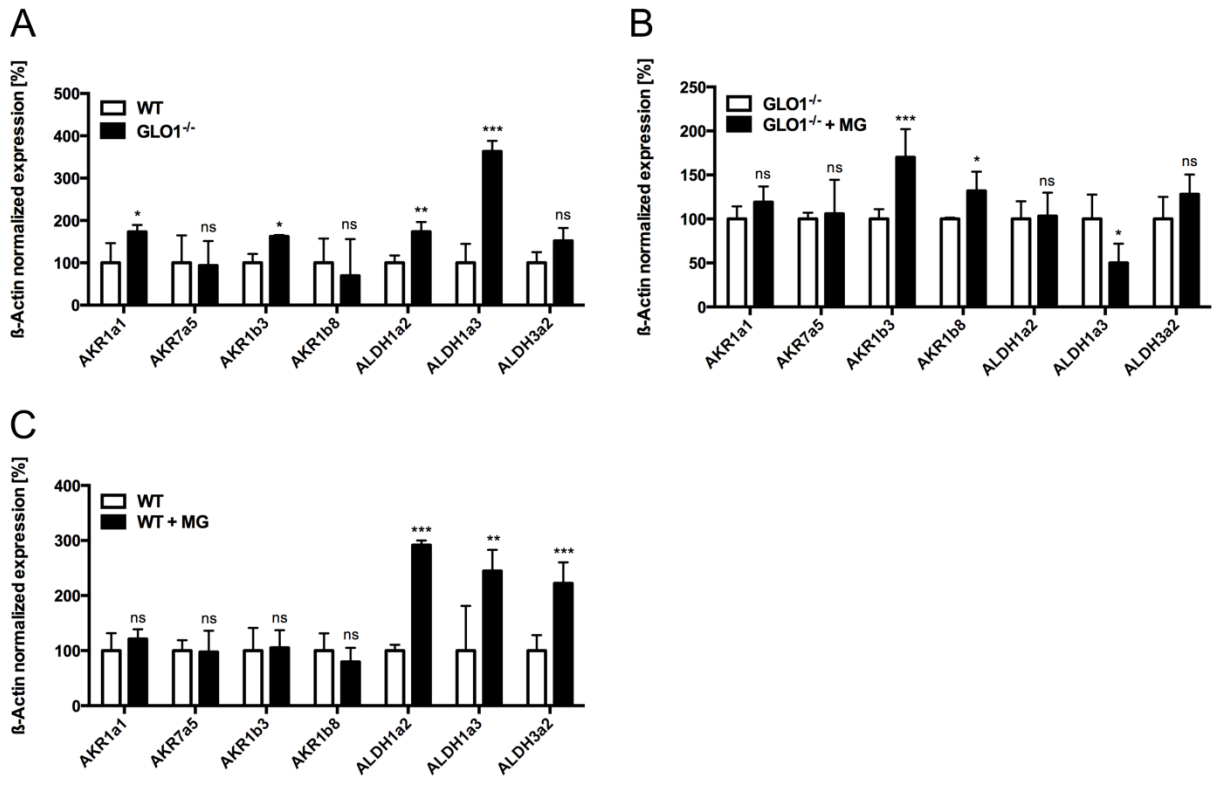 A
ß-Actin normalized expression [%]
500
400
300
200
100
0
WT
GLO1-/-
*
ns
*
ns
**
***
ns
AKR1a1
AKR7a5
AKR1b3
AKR1b8
ALDH1a2
ALDH1a3
ALDH3a2
B
ß-Actin normalized expression [%]
250
200
150
100
50
0
GLO1-/-
GLO1-/- + MG
ns
ns
***
*
ns
*
ns
AKR1a1
AKR7a5
AKR1b3
AKR1b8
ALDH1a2
ALDH1a3
ALDH3a2
C
ß-Actin normalized expression [%]
400
300
200
100
0
WT
WT + MG
ns
ns
ns
ns
***
**
***
AKR1a1
AKR7a5
AKR1b3
AKR1b8
ALDH1a2
ALDH1a3
ALDH3a2